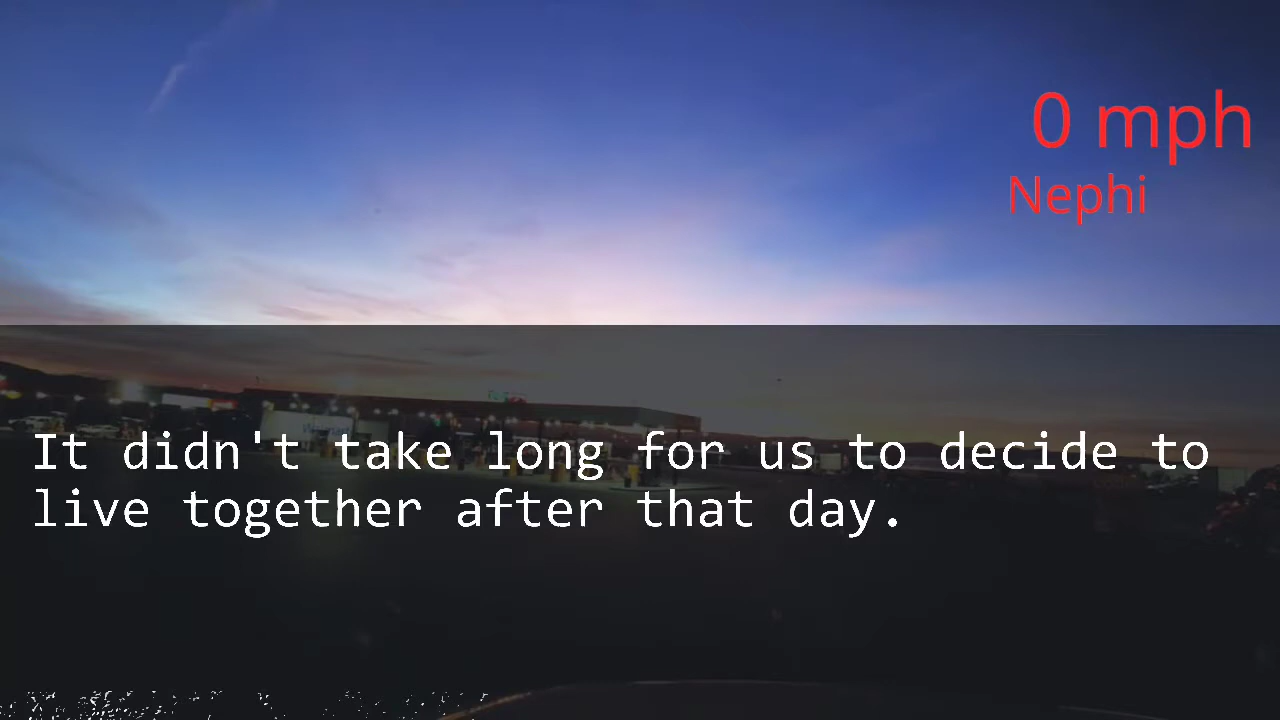 0 mph
Nephi
It didn't take long for us to decide to
live together after that day.